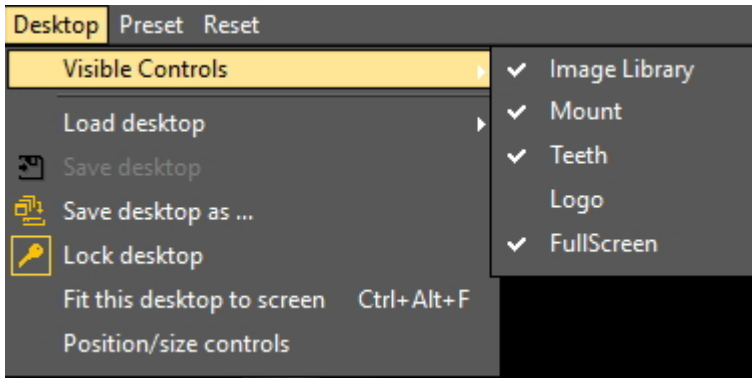 Desktop Preset Reset
Visible Controls
Load desktop
Save desktop
Save desktop as ...
Lock desktop
Fit this desktop to screen Ctrl+Alt+F
Position/size controls
Image Library
Mount
Teeth
Logo
FullScreen